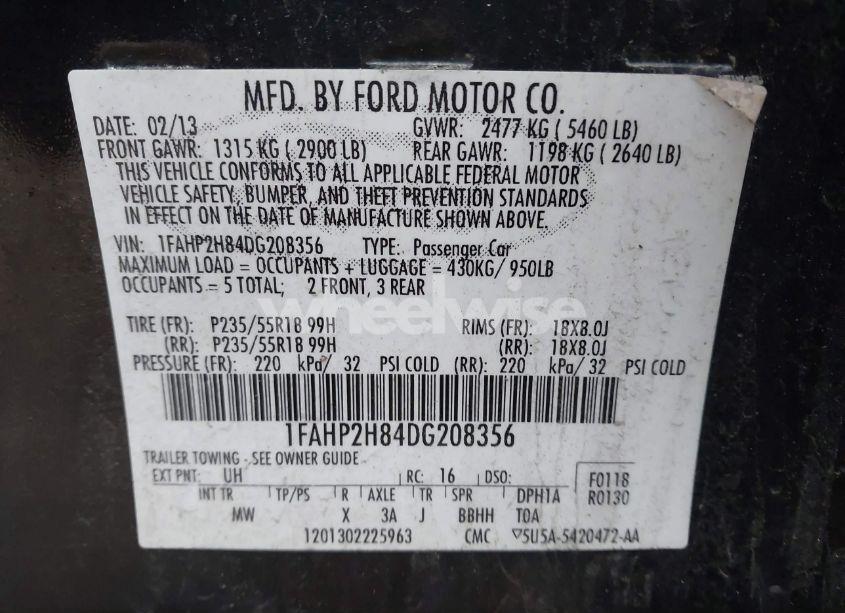 MFD. BY FORD MOTOR CO.
DATE: 02/13 GVWR: 2477 KG ( 5460 LB)
FRONT GAWR: 1315 KG ( 2900 LB) REAR GAWR: 1198 KG ( 2640 LB)
THIS VEHICLE CONFORMS TO ALL APPLICABLE FEDERAL MOTOR
VEHICLE SAFETY, BUMPER, AND THEFT PREVENTION STANDARDS
IN EFFECT ON THE DATE OF MANUFACTURE SHOWN ABOVE.
VIN: 1FAHP2H84DG208356 TYPE: Passenger Car
MAXIMUM LOAD = OCCUPANTS + LUGGAGE = 430KG/ 950LB
OCCUPANTS = 5 TOTAL; 2 FRONT, 3 REAR
wheelwise
TIRE (FR): P235/55R18 99H RIMS (FR): 18X8.0J
(RR): P235/55R18 99H (RR): 18X8.0J
PRESSURE (FR): 220 kPa/ 32 PSI COLD (RR): 220 kPa/ 32 PSI COLD
1FAHP2H84DG208356
TRAILER TOWING - SEE OWNER GUIDE
EXT PNT: UH RC: 16 DSO: F0118
INT TR TP/PS R AXLE TR SPR DPH1A R0130
MW X 3A J BBHH TOA
1201302225963 CMC ▽5U5A-5420472-AA